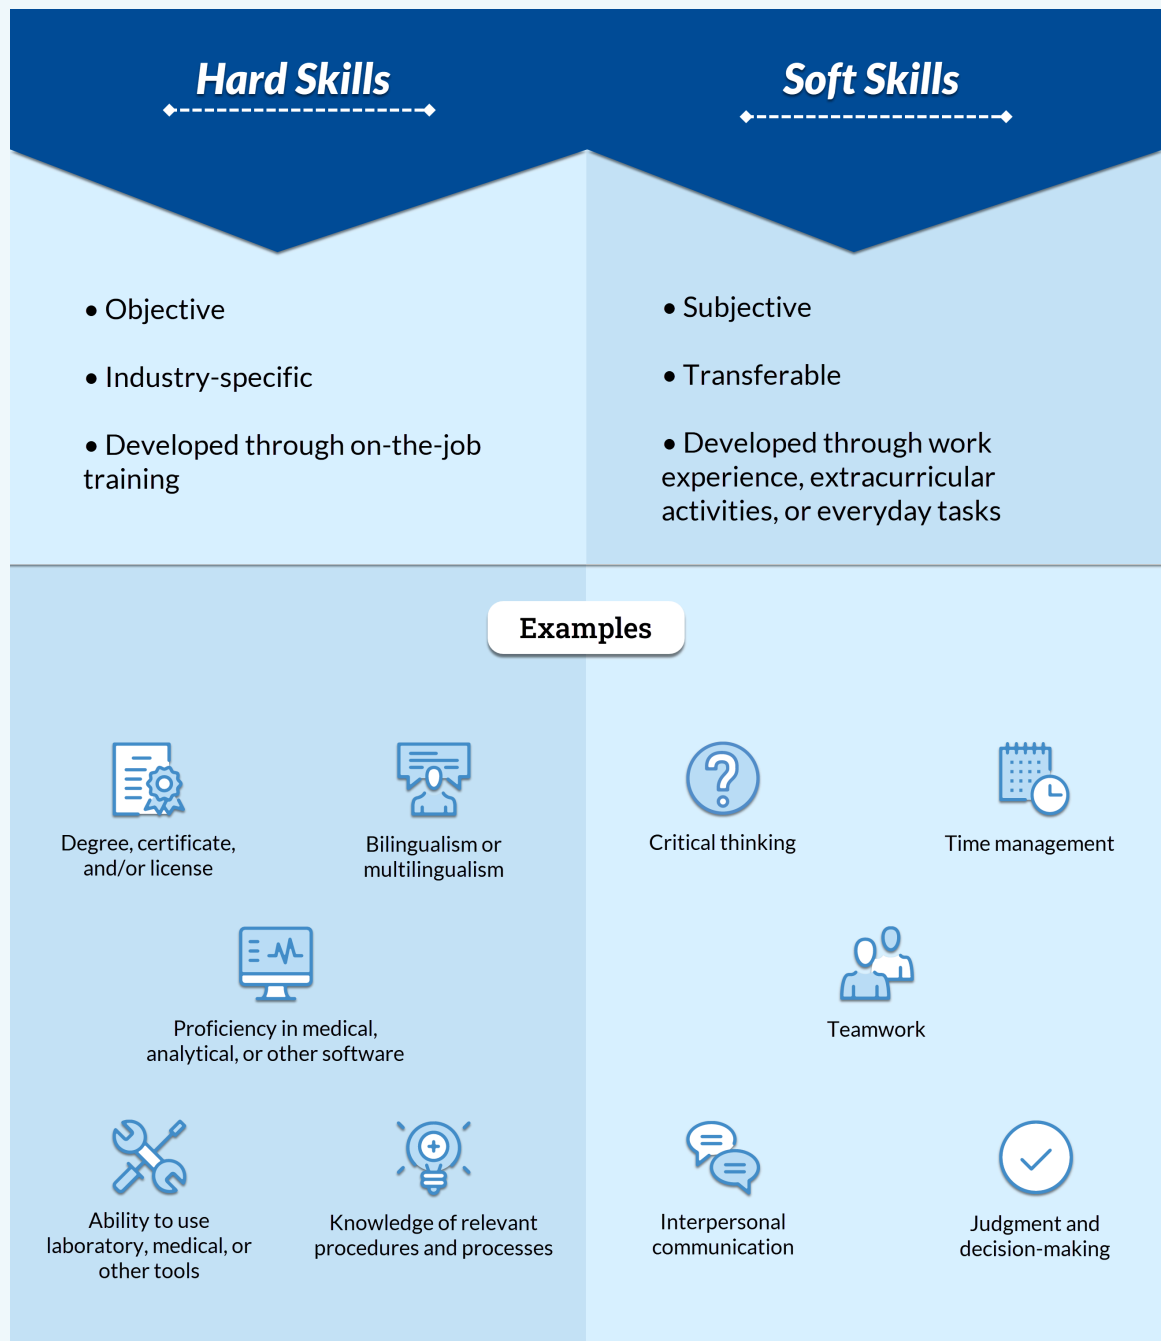 Hard Skills
Soft Skills
• Objective
• Industry-specific
• Developed through on-the-job
training
• Subjective
• Transferable
• Developed through work
experience, extracurricular
activities, or everyday tasks
Examples
Degree, certificate,
and/or license
Bilingualism or
multilingualism
Proficiency in medical,
analytical, or other software
Ability to use
laboratory, medical, or
other tools
Knowledge of relevant
procedures and processes
Critical thinking
Time management
Teamwork
Interpersonal
communication
Judgment and
decision-making